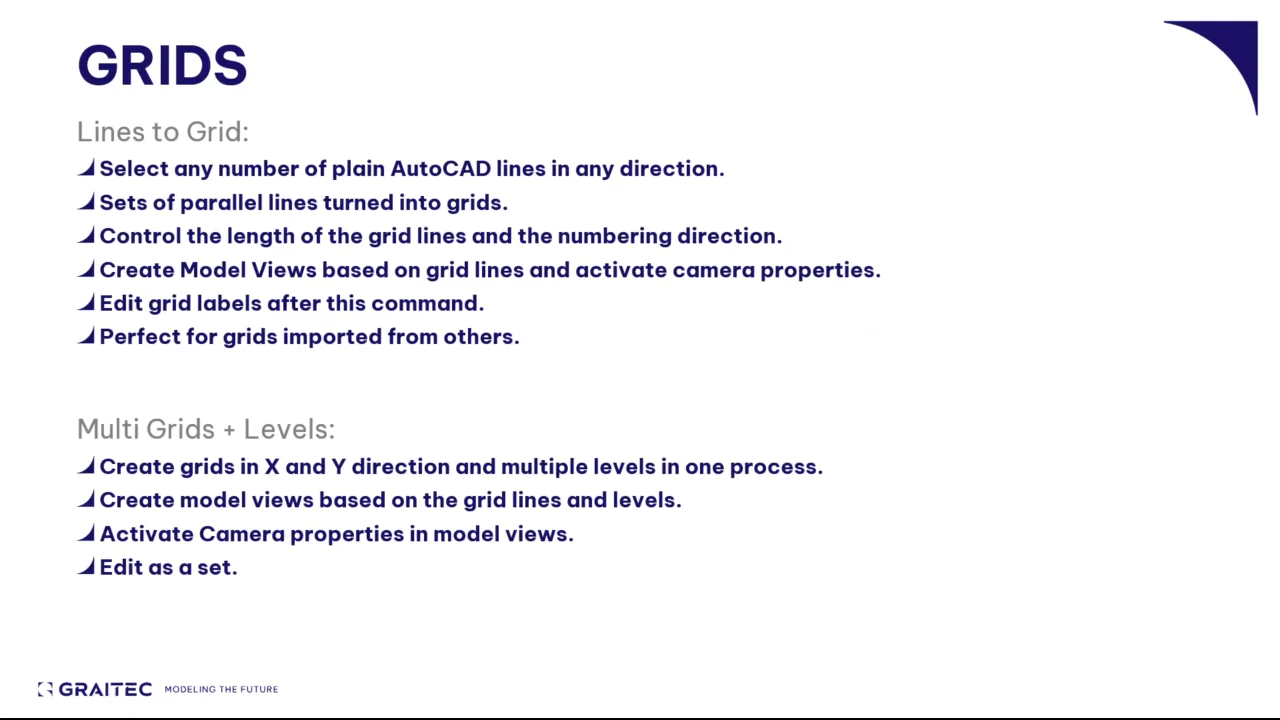 GRIDS
Lines to Grid:
Select any number of plain AutoCAD lines in any direction.
Sets of parallel lines turned into grids.
Control the length of the grid lines and the numbering direction.
Create Model Views based on grid lines and activate camera properties.
Edit grid labels after this command.
Perfect for grids imported from others.
Multi Grids + Levels:
Create grids in X and Y direction and multiple levels in one process.
Create model views based on the grid lines and levels.
Activate Camera properties in model views.
Edit as a set.
GRAITEC MODELING THE FUTURE